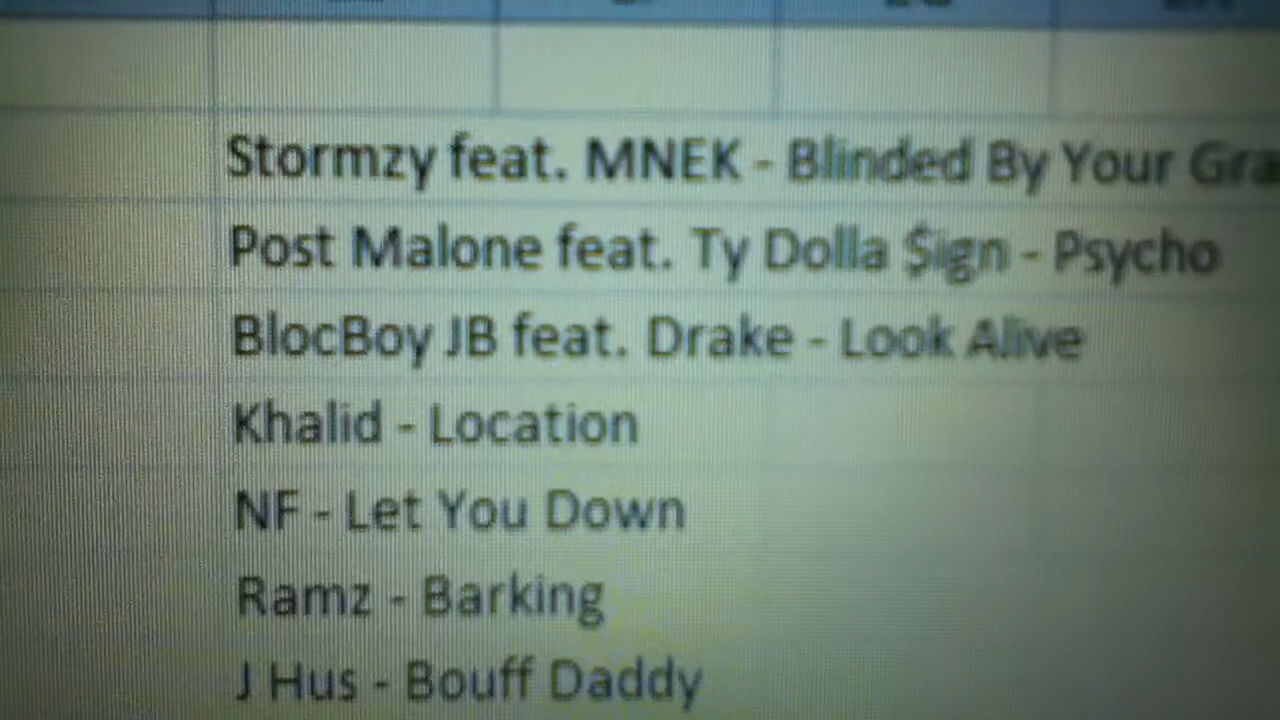 Stormzy feat. MNEK - Blinded By Your Gra
Post Malone feat. Ty Dolla $ign - Psycho
BlocBoy JB feat. Drake - Look Alive
Khalid - Location
NF - Let You Down
Ramz - Barking
J Hus - Bouff Daddy